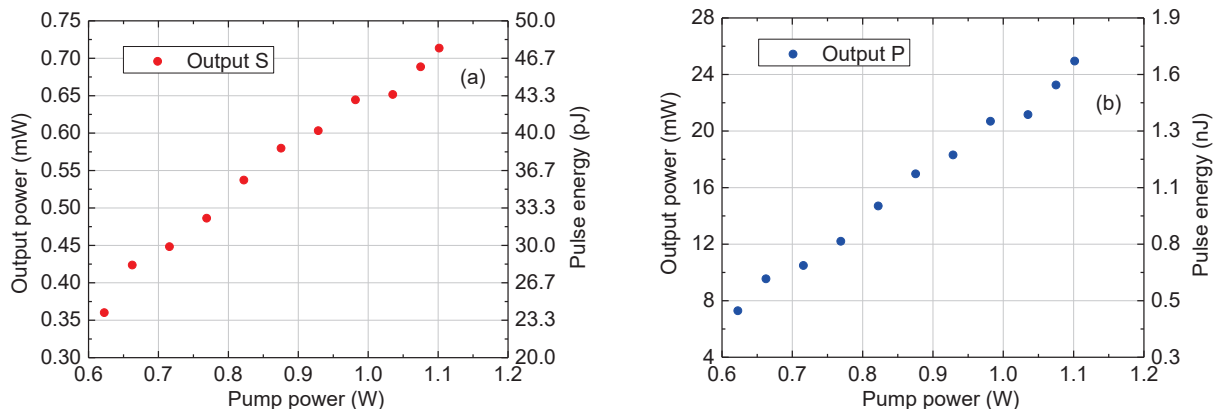 Output power (mW)
0.75
0.70
0.65
0.60
0.55
0.50
0.45
0.40
0.35
0.30
Output S
(a)
50.0
46.7
43.3
40.0
36.7
33.3
30.0
26.7
23.3
20.0
Pulse energy (pJ)
0.6 0.7 0.8 0.9 1.0 1.1 1.2
Pump power (W)
Output power (mW)
28
24
20
16
12
8
4
Output P
(b)
1.9
1.6
1.3
1.1
0.8
0.5
0.3
Pulse energy (nJ)
0.6 0.7 0.8 0.9 1.0 1.1 1.2
Pump power (W)